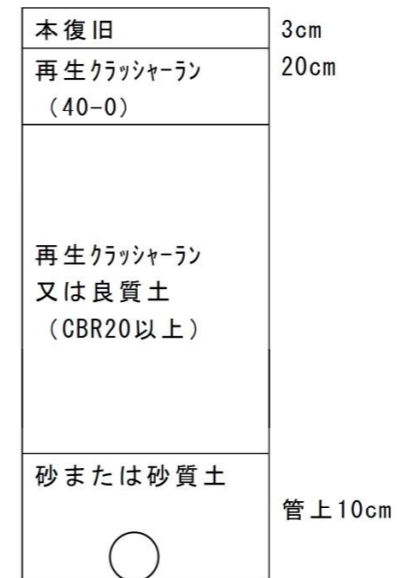 本復旧 3cm
再生ｸﾗｯｼｬｰﾗﾝ 20cm
（40-0）
再生ｸﾗｯｼｬｰﾗﾝ
又は良質土
（CBR20以上）
砂または砂質土
管上10cm